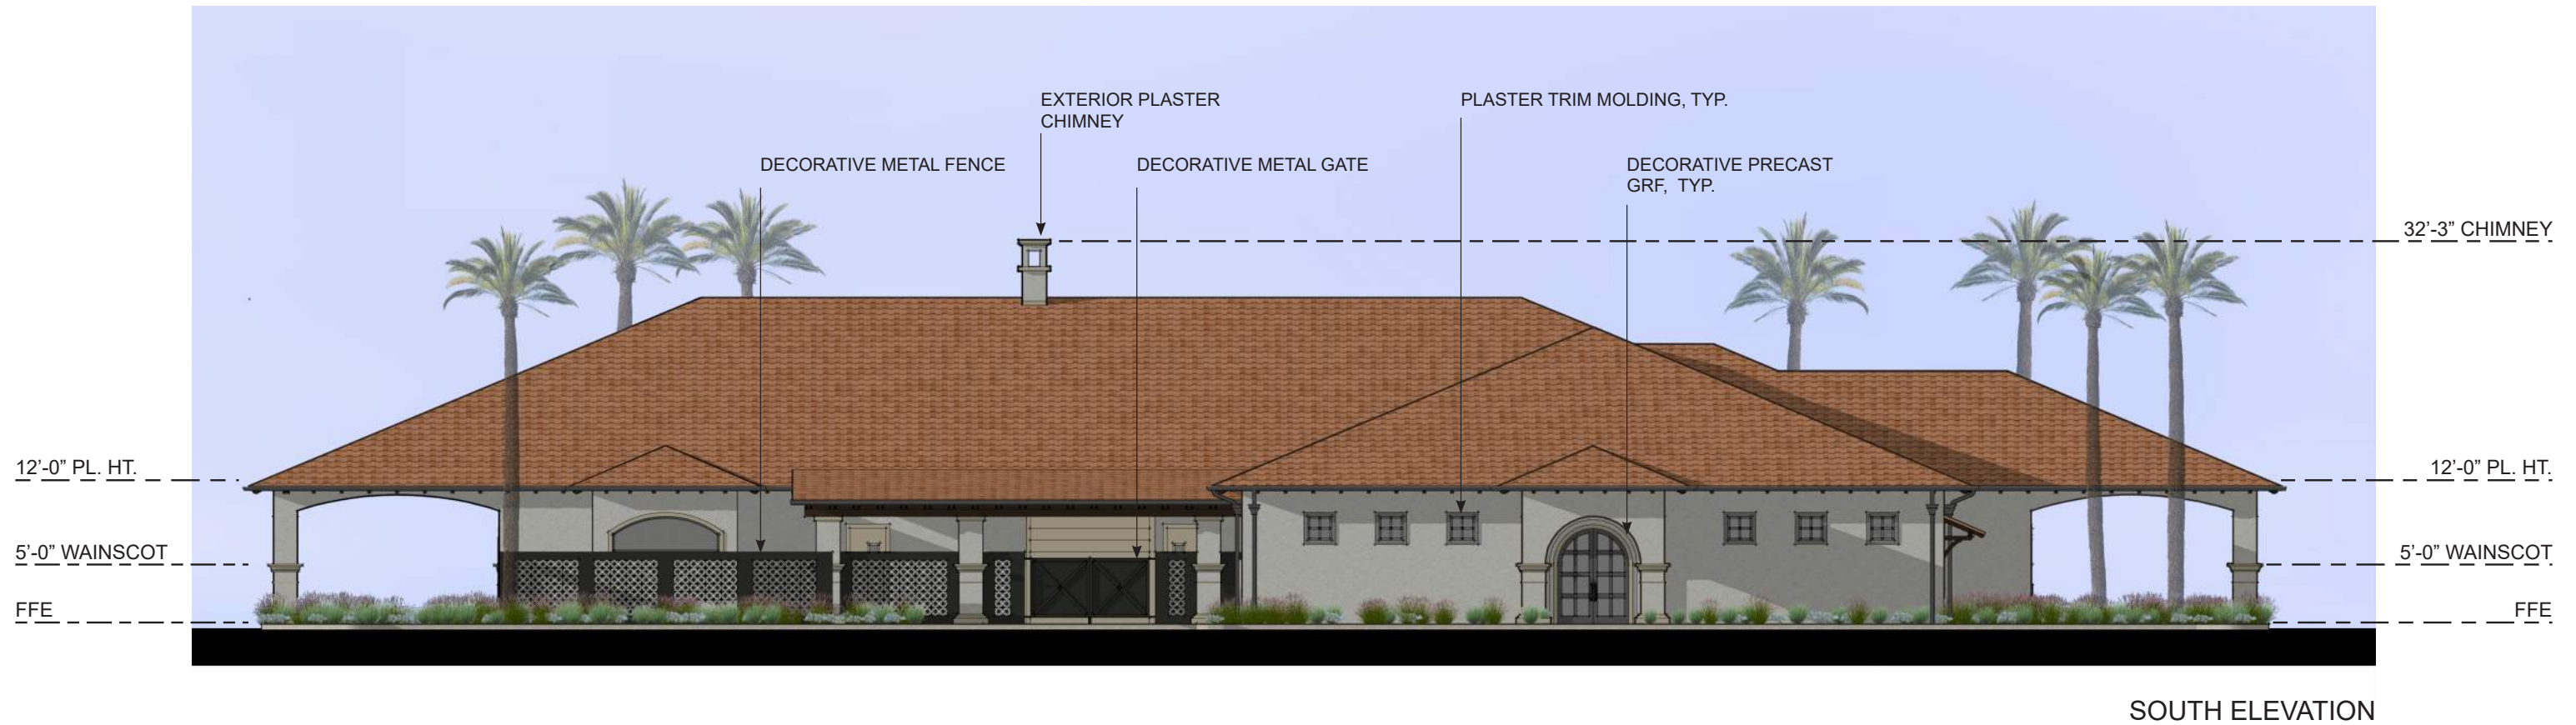 EXTERIOR PLASTER
CHIMNEY
PLASTER TRIM MOLDING, TYP.
DECORATIVE METAL FENCE
DECORATIVE METAL GATE
DECORATIVE PRECAST
GRF,  TYP.
32’-3” CHIMNEY
12’-0” PL. HT.
12’-0” PL. HT.
5’-0” WAINSCOT
5’-0” WAINSCOT
FFE
FFE
SOUTH ELEVATION